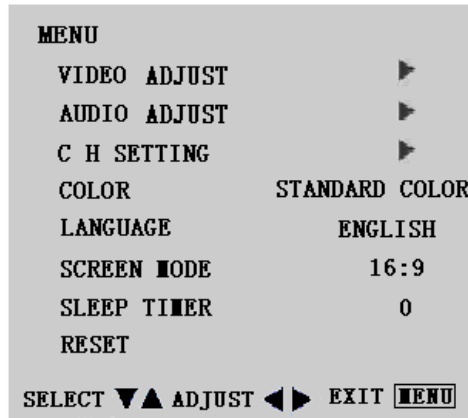 MENU
VIDEO ADJUST ▶
AUDIO ADJUST ▶
C H SETTING ▶
COLOR STANDARD COLOR
LANGUAGE ENGLISH
SCREEN MODE 16:9
SLEEP TIMER 0
RESET
SELECT ▼▲ ADJUST ◀▶ EXIT MENU